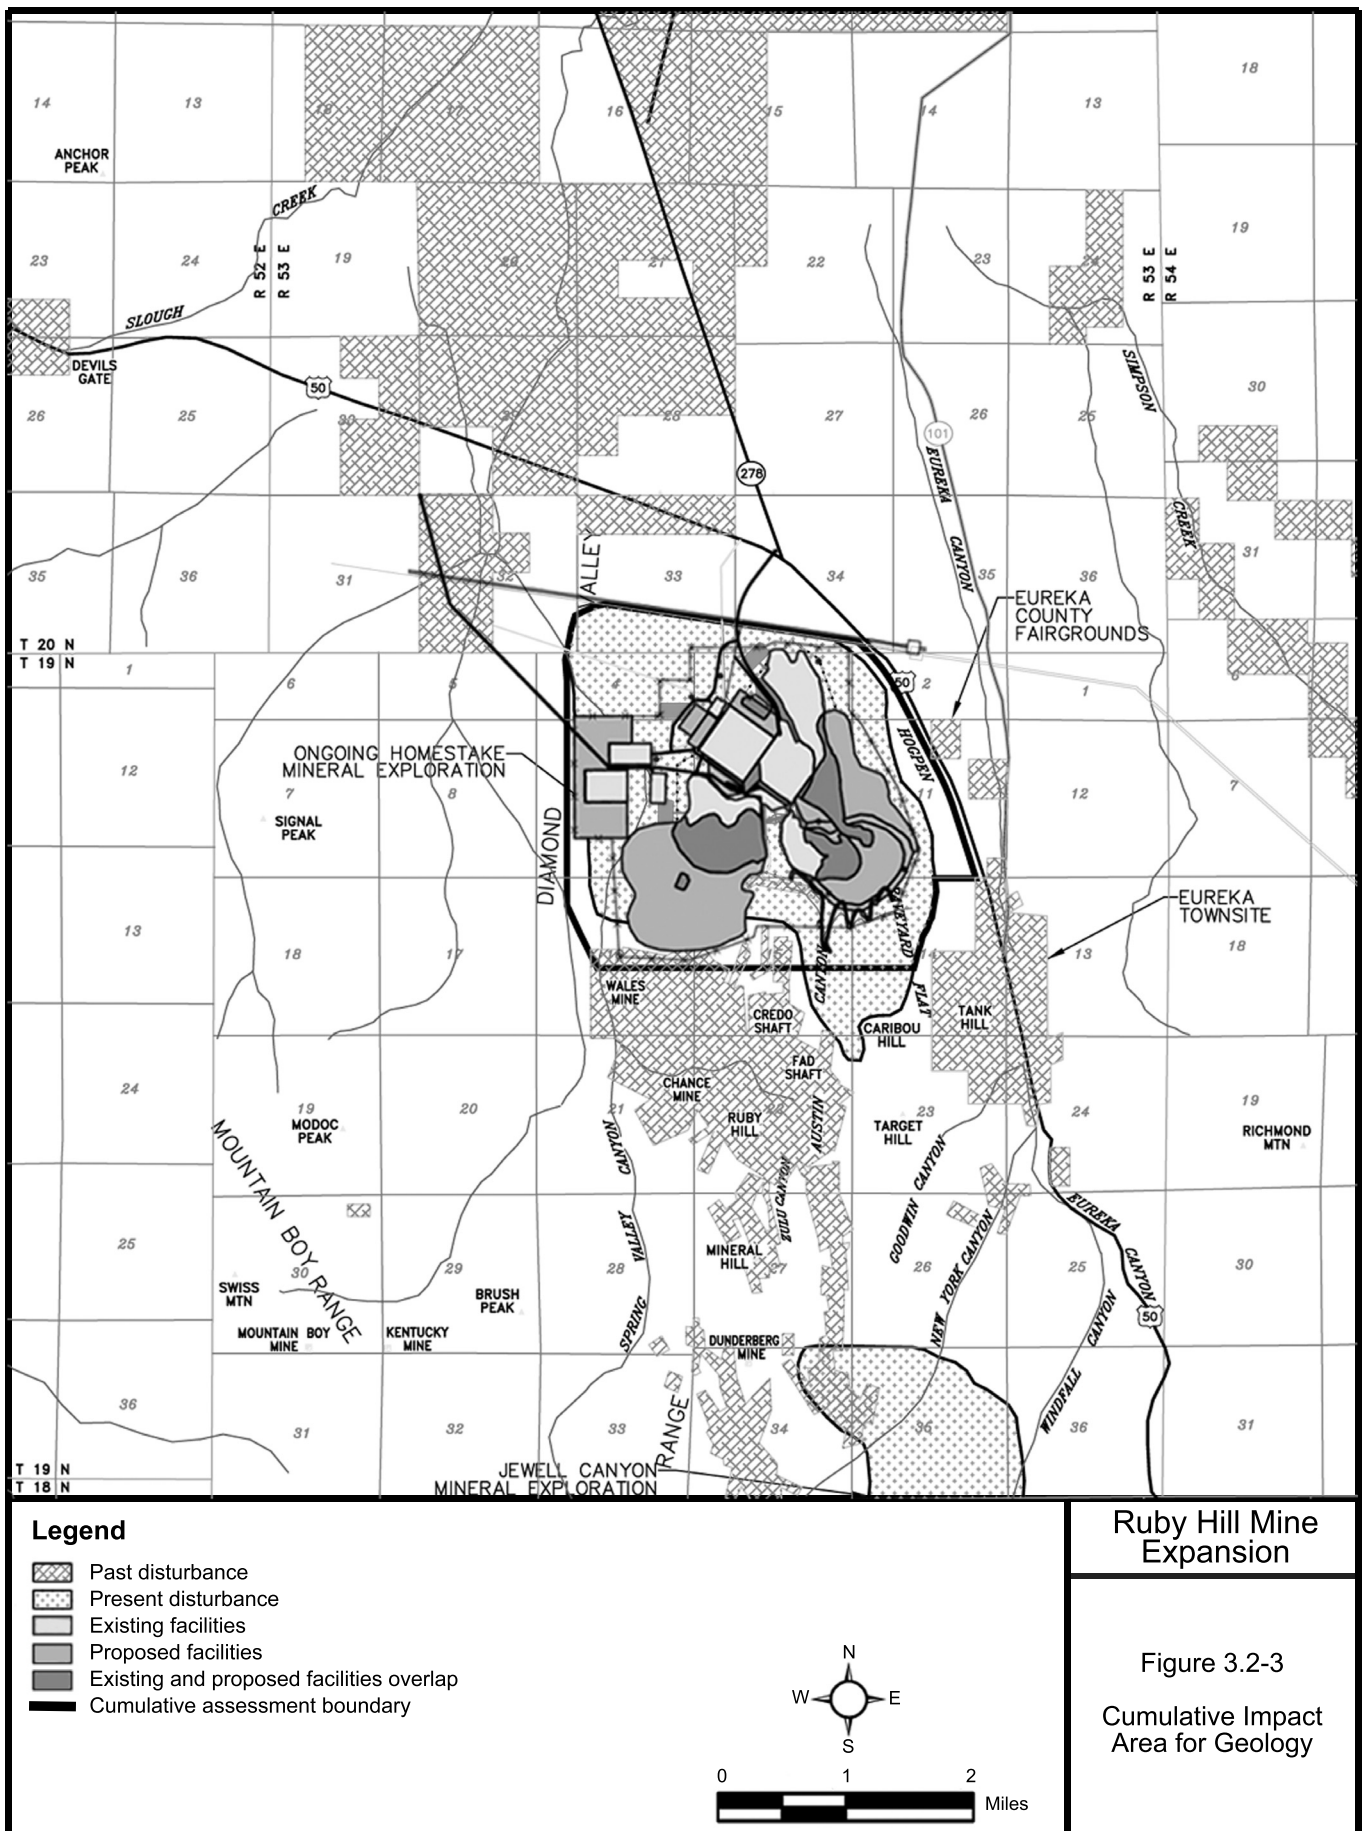 18
14
13
18
17
16
15
14
13
ANCHOR
PEAK
CREEK
R 52 E
R 53 E
19
23
24
19
20
21
22
23
24
R 53 E
R 54 E
SLOUGH
DEVILS
GATE
50
SIMPSON
30
26
25
30
29
28
27
26
25
101
278
EUREKA
CANYON
CREEK
31
35
36
31
32
33
34
35
36
EUREKA
COUNTY
FAIRGROUNDS
ALLEY
T 20 N
T 19 N
1
6
5
4
50
2
1
6
HOGPEN
ONGOING HOMESTAKE
MINERAL EXPLORATION
12
7
8
11
12
7
SIGNAL
PEAK
DIAMOND
EUREKA
TOWNSITE
13
18
17
14
13
18
CANYON
FLAT
WALES
MINE
CREDO
SHAFT
CARIBOU
HILL
TANK
HILL
FAD
SHAFT
CHANCE
MINE
24
19
20
21
22
23
24
19
MODOC
PEAK
RUBY
HILL
AUSTIN
TARGET
HILL
RICHMOND
MTN
MOUNTAIN BOY RANGE
CANYON
VALLEY
SPRING
ZULU CANYON
GOODWIN CANYON
NEW YORK CANYON
EUREKA
CANYON
25
30
29
28
27
26
25
30
MINERAL
HILL
SWISS
MTN
BRUSH
PEAK
50
MOUNTAIN BOY
MINE
KENTUCKY
MINE
DUNDERBERG
MINE
WINDFALL
CANYON
36
31
32
33
34
35
36
31
RANGE
T 19 N
T 18 N
JEWELL CANYON
MINERAL EXPLORATION
Legend
Past disturbance
Present disturbance
Existing facilities
Proposed facilities
Existing and proposed facilities overlap
Cumulative assessment boundary
N
W
E
S
0 1 2
Miles
Ruby Hill Mine
Expansion
Figure 3.2-3
Cumulative Impact
Area for Geology